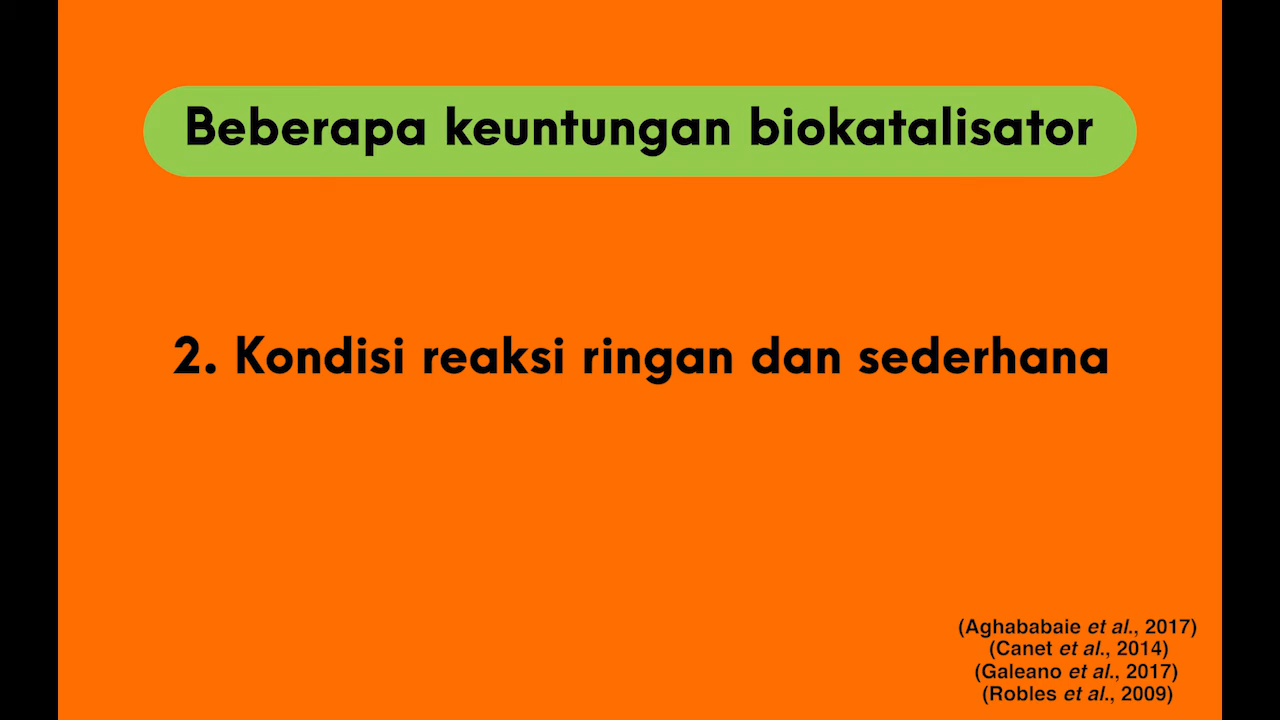 Beberapa keuntungan biokatalisator
2. Kondisi reaksi ringan dan sederhana
(Aghababaie et al., 2017)
(Canet et al., 2014)
(Galeano et al., 2017)
(Robles et al., 2009)